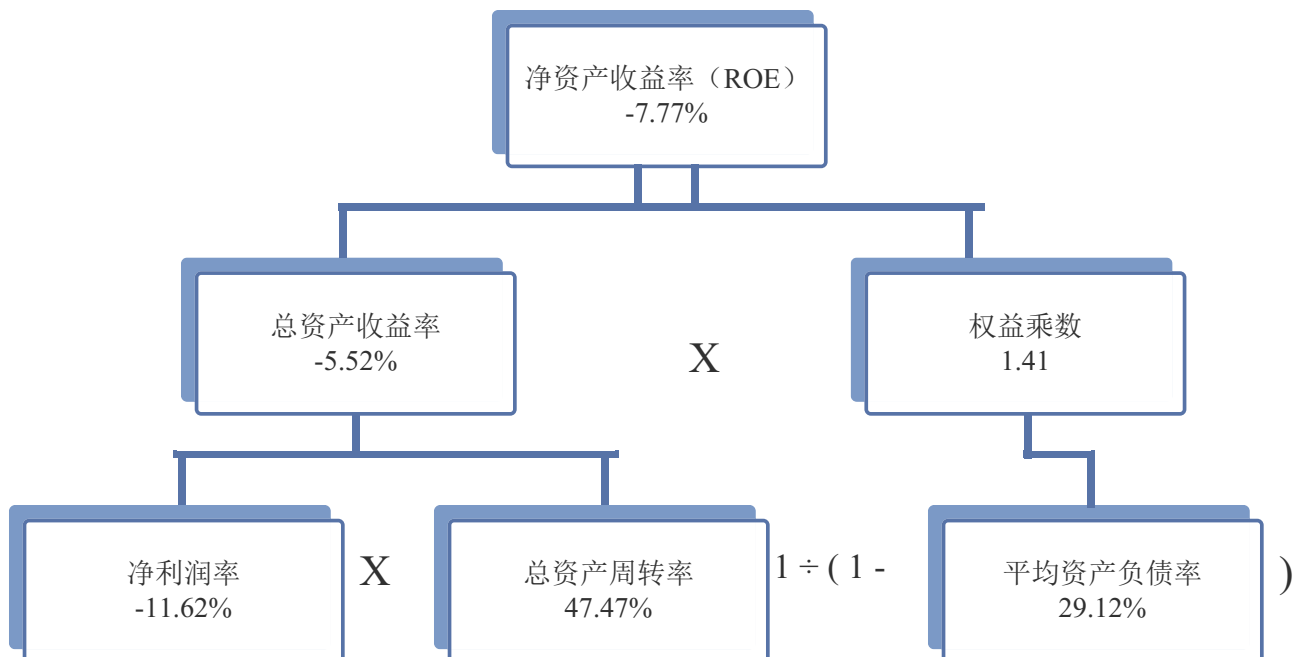 净资产收益率（ROE）
-7.77%
总资产收益率
-5.52%
X
权益乘数
1.41
净利润率
-11.62%
X
总资产周转率
47.47%
1 ÷ ( 1 -
平均资产负债率
29.12%
)